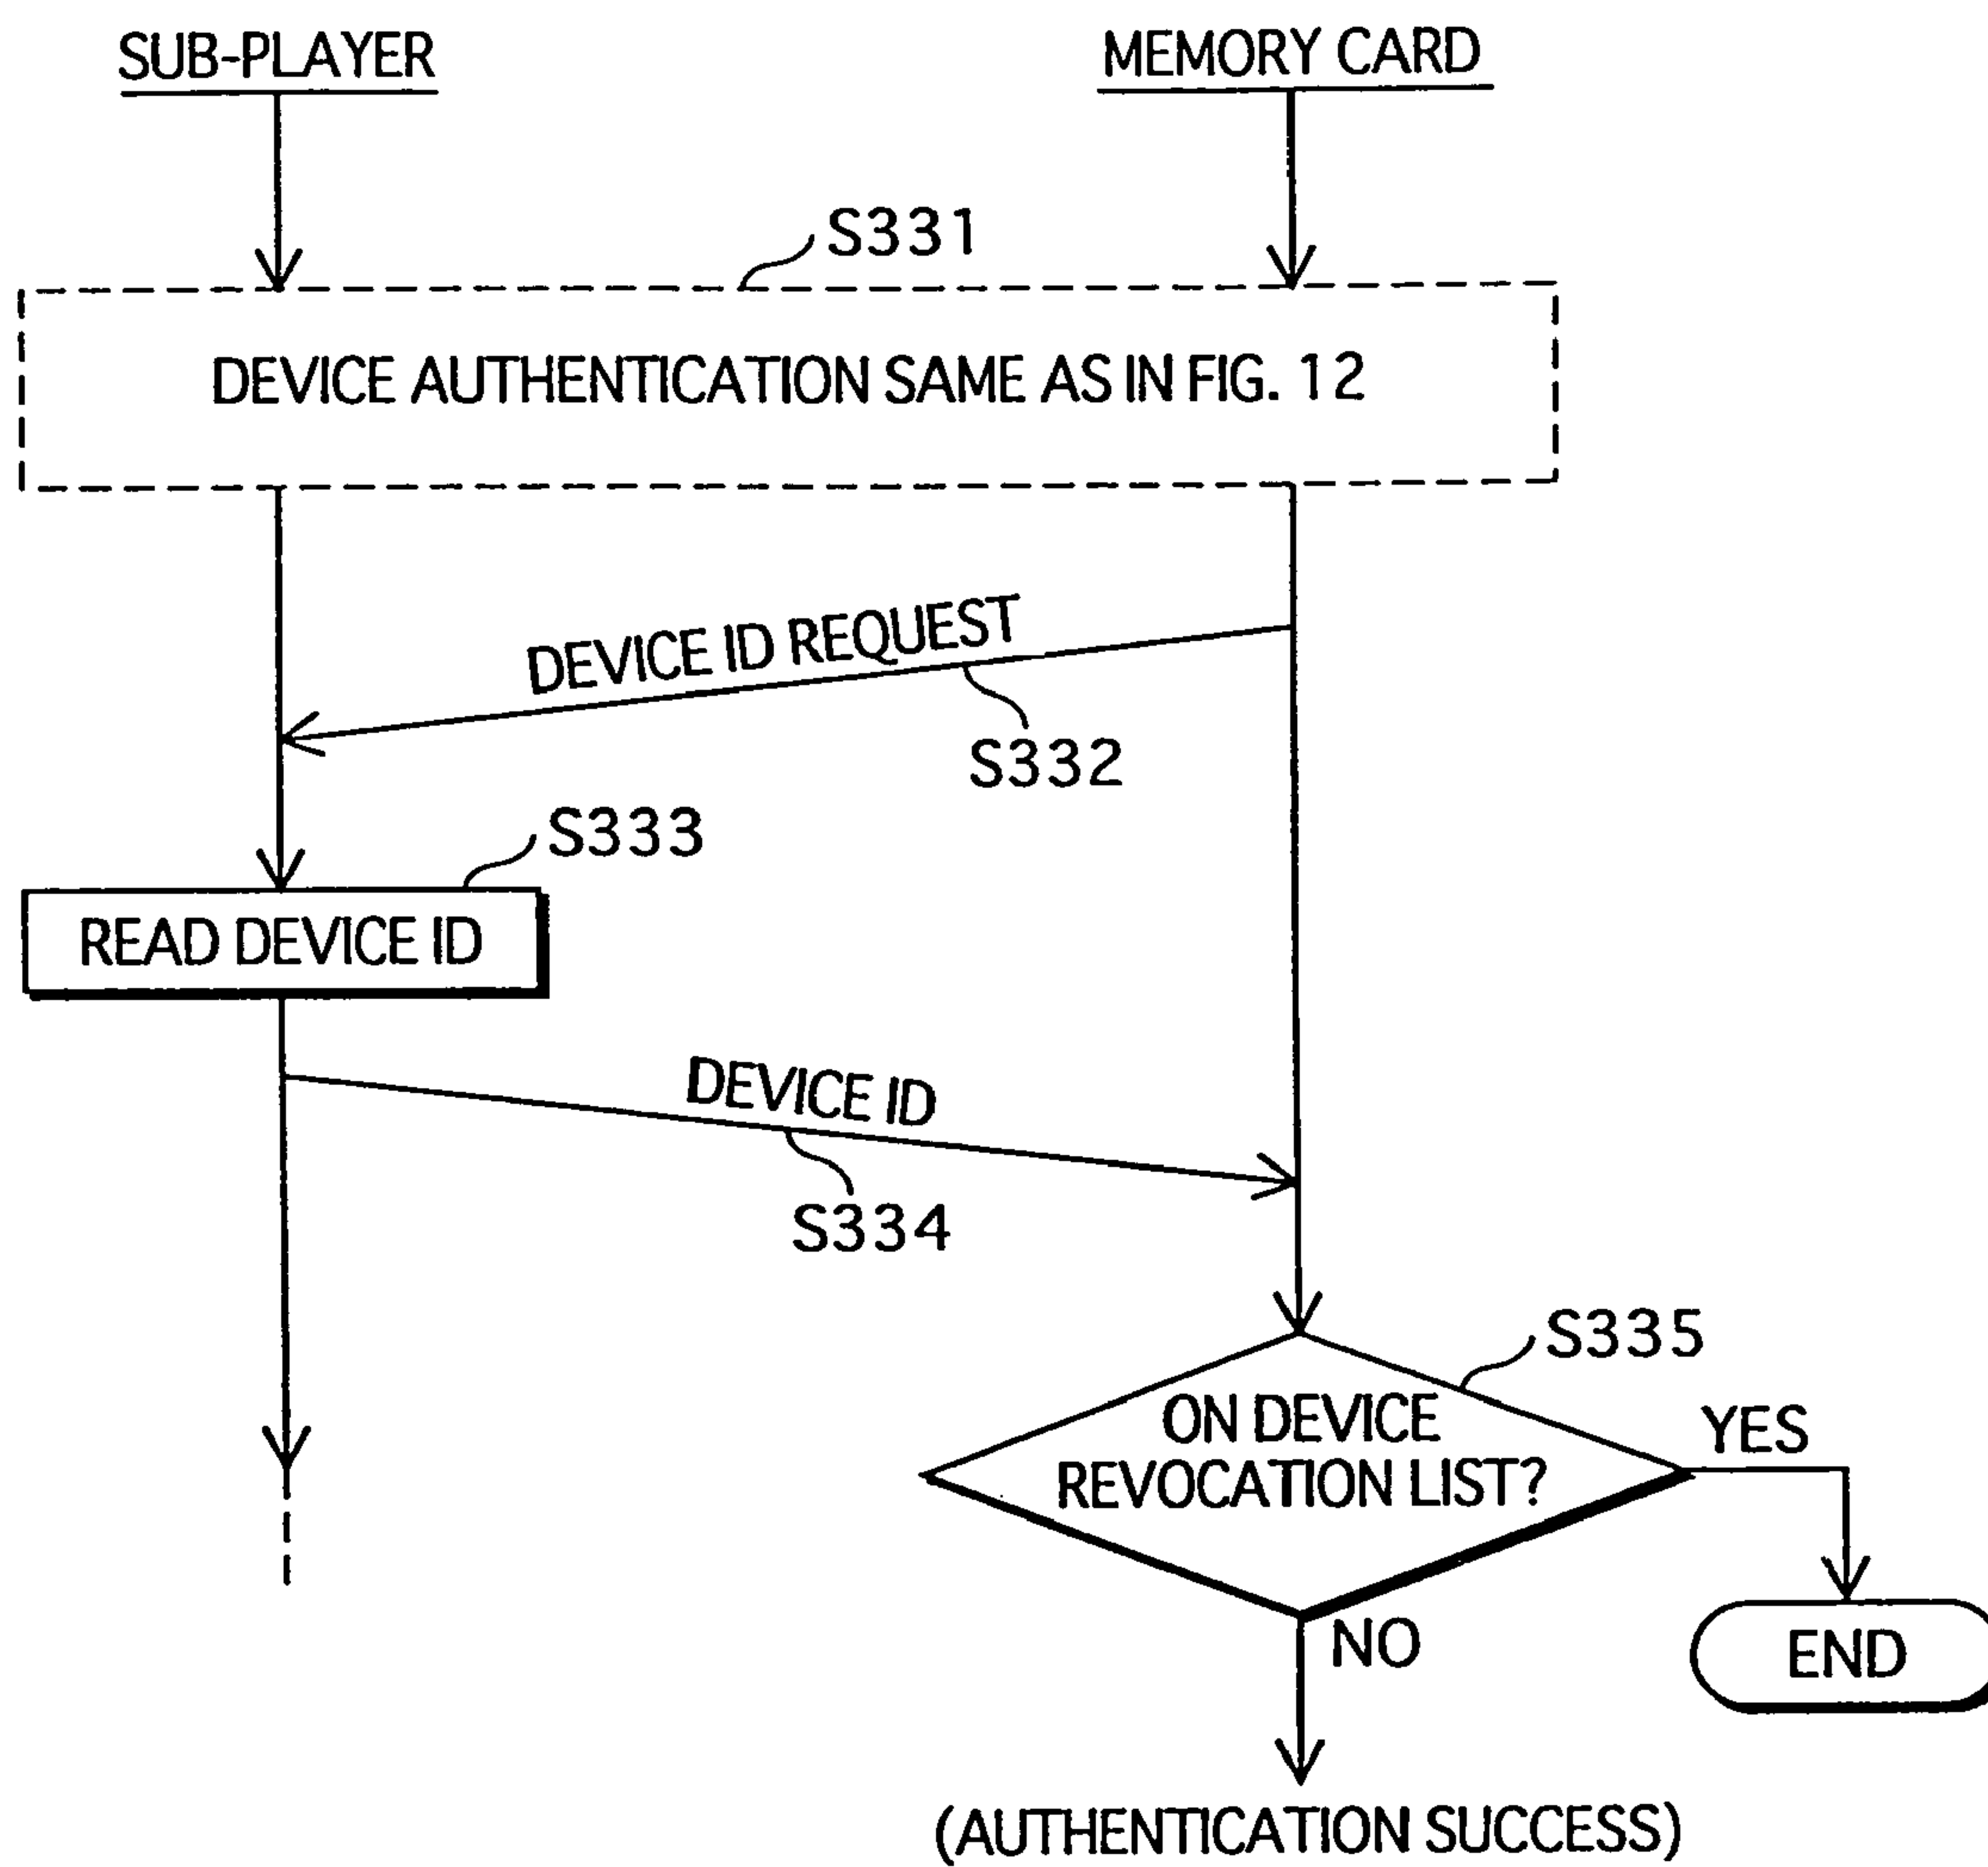 SUB-PLAYER
MEMORY CARD
S331
DEVICE AUTHENTICATION SAME AS IN FIG. 12
DEVICE ID REQUEST
S332
S333
READ DEVICE ID
DEVICE ID
S334
S335
ON DEVICE
REVOCATION LIST?
YES
NO
END
(AUTHENTICATION SUCCESS)